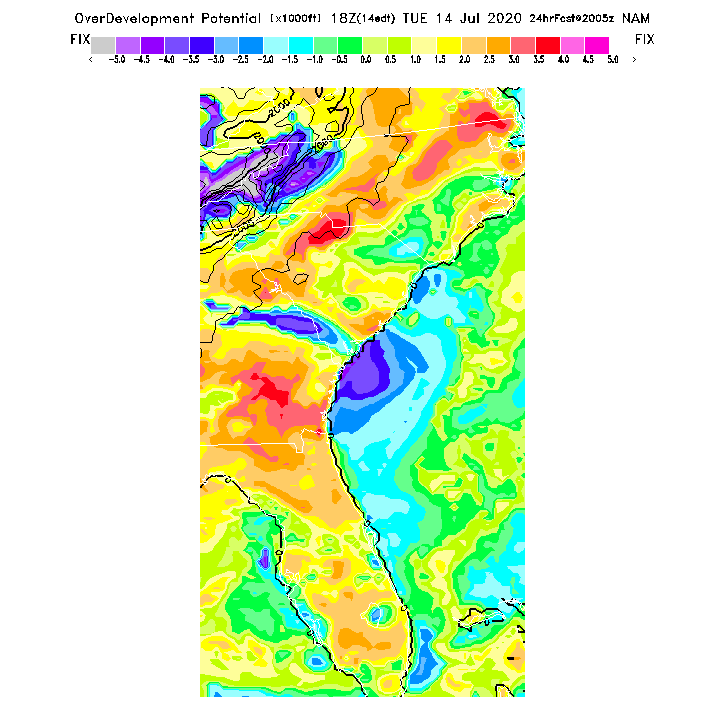 OverDevelopment Potential [x1000ft] 18Z(14edt) TUE 14 Jul 2020 24hrFcst@2005z NAM
FIX FIX
< -5.0 -4.5 -4.0 -3.5 -3.0 -2.5 -2.0 -1.5 -1.0 -0.5 0.0 0.5 1.0 1.5 2.0 2.5 3.0 3.5 4.0 4.5 5.0 >
2000